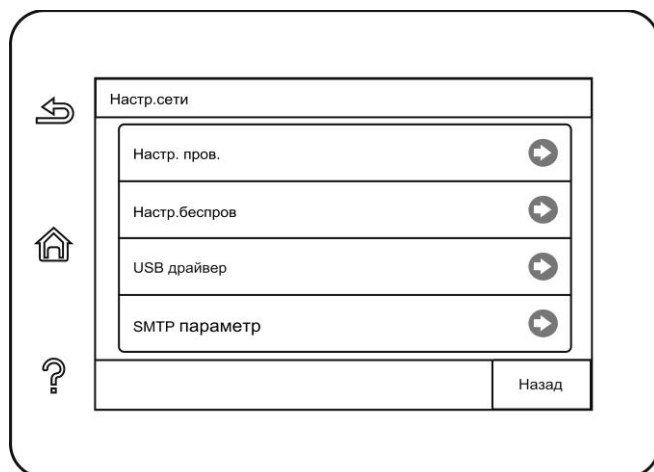 Настр.сети
Настр. пров.
Настр.беспров
USB драйвер
SMTP параметр
Назад